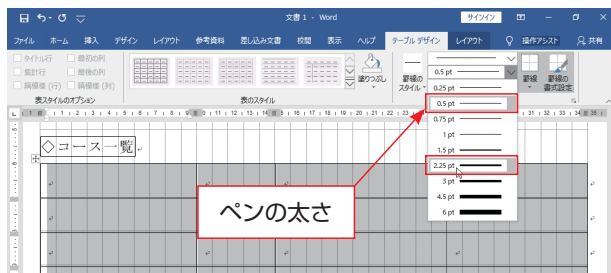 文書 1 - Word
サインイン
ファイル ホーム 挿入 デザイン レイアウト 参考資料 差し込み文書 校閲 表示 ヘルプ テーブル デザイン レイアウト 操作アシスト 共有
タイトル行 最初の列
集計行 最後の列
縞模様 (行) 縞模様 (列)
表スタイルのオプション
表のスタイル
塗りつぶし
罫線の
スタイル
0.5 pt
0.25 pt
0.5 pt
0.75 pt
1 pt
1.5 pt
2.25 pt
3 pt
4.5 pt
6 pt
罫線
罫線の
書式設定
◇コース一覧
ペンの太さ